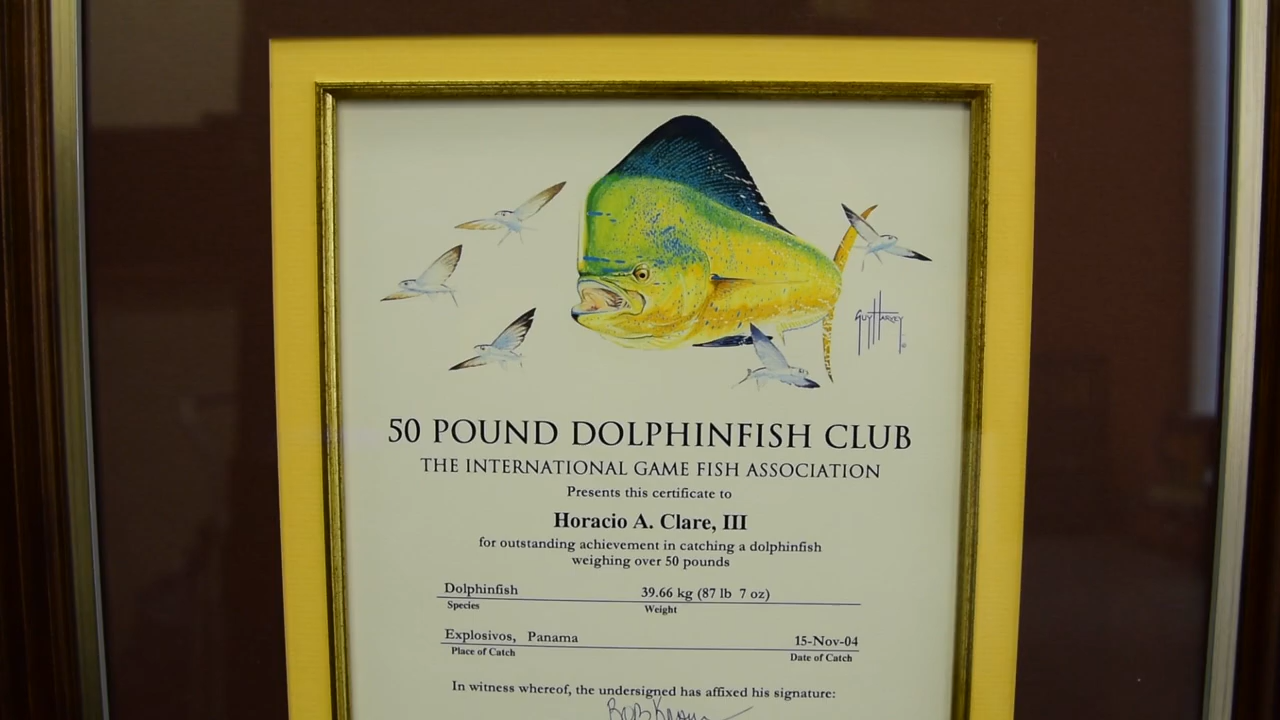 GUY HARVEY
50 POUND DOLPHINFISH CLUB
THE INTERNATIONAL GAME FISH ASSOCIATION
Presents this certificate to
Horacio A. Clare, III
for outstanding achievement in catching a dolphinfish
weighing over 50 pounds
Dolphinfish 39.66 kg (87 lb 7 oz)
Species Weight
Explosivos, Panama 15-Nov-04
Place of Catch Date of Catch
In witness whereof, the undersigned has affixed his signature: